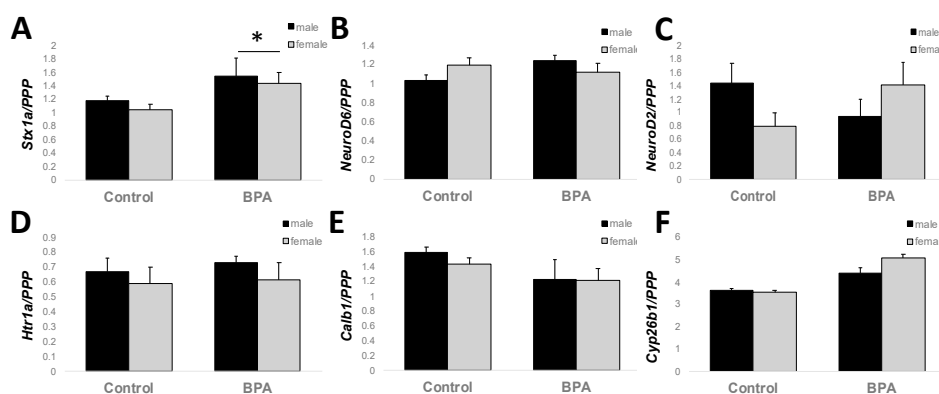 A
Stx1a/PPP
2
1.8
1.6
1.4
1.2
1
0.8
0.6
0.4
0.2
0
*
male
female
Control
BPA
B
NeuroD6/PPP
1.4
1.2
1
0.8
0.6
0.4
0.2
0
male
female
Control
BPA
C
NeuroD2/PPP
2
1.8
1.6
1.4
1.2
1
0.8
0.6
0.4
0.2
0
male
femal
Control
BPA
D
Htr1a/PPP
0.9
0.8
0.7
0.6
0.5
0.4
0.3
0.2
0.1
0
male
female
Control
BPA
E
Calb1/PPP
1.8
1.6
1.4
1.2
1
0.8
0.6
0.4
0.2
0
male
female
Control
BPA
F
Cyp26b1/PPP
6
5
4
3
2
1
0
male
femal
Control
BPA